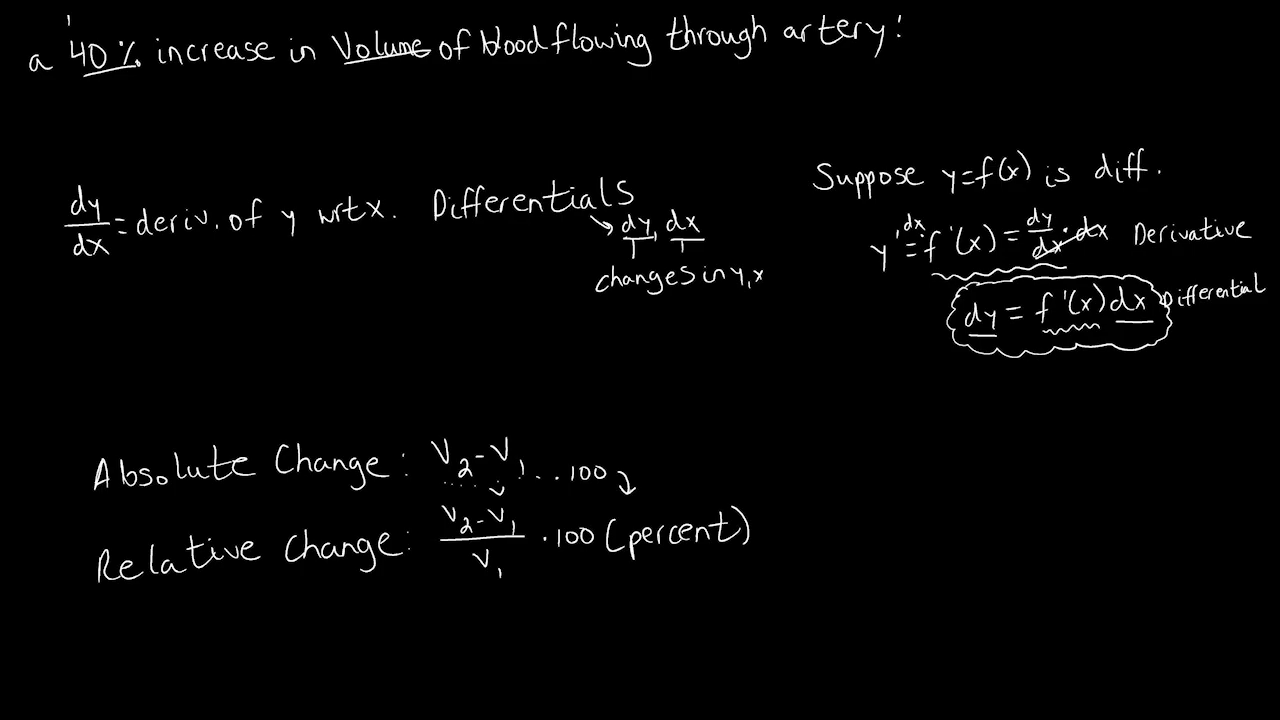 a 40% increase in Volume of blood flowing through artery!
dy/dx = deriv. of y wrt x. Differentials
dy, dx
changes in y, x
Suppose y=f(x) is diff.
dx
y' = f'(x) = dy/dx · dx Derivative
dy = f'(x) dx Differential
Absolute Change: V₂-V₁ ... 100
Relative Change: (V₂-V₁)/V₁ · 100 (percent)